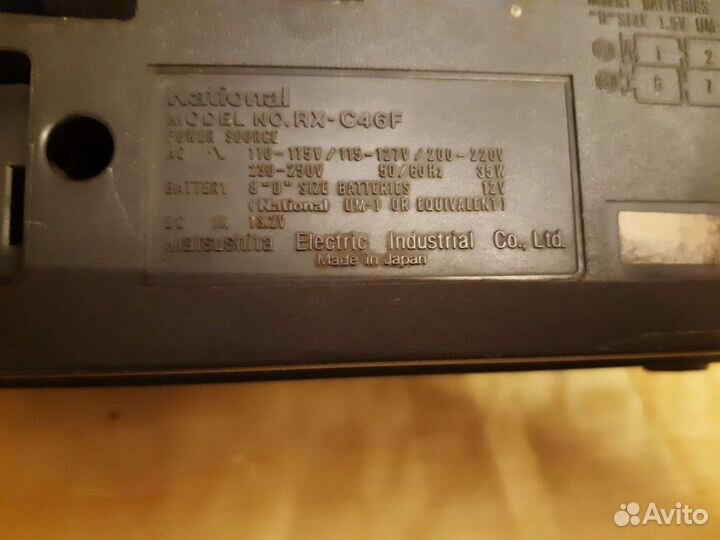 National
MODEL NO. RX-C46F
POWER SOURCE
AC ∿ 110-115V/115-127V/200-220V
230-250V 50/60Hz 35W
BATTERY 8 "D" SIZE BATTERIES 12V
(National UM-1 OR EQUIVALENT)
DC IN 13.2V
Matsushita Electric Industrial Co., Ltd.
Made in Japan
INSERT BATTERIES
"D" SIZE 1.5V UM
1 2
6 7
Avito